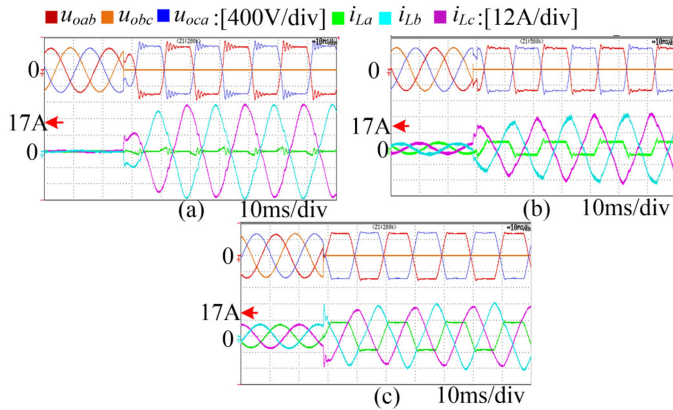 u_oab u_obc u_oca :[400V/div] i_La i_Lb i_Lc :[12A/div]
0
17A
0
(a) 10ms/div
0
17A
0
(b) 10ms/div
0
17A
0
(c) 10ms/div